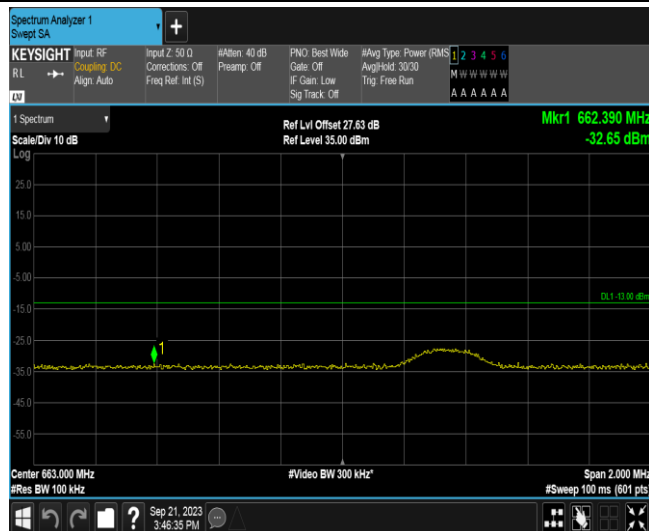 Spectrum Analyzer 1
Swept SA
+
KEYSIGHT
RL
LXI
Input: RF
Coupling: DC
Align: Auto
Input Z: 50 Ω
Corrections: Off
Freq Ref: Int (S)
#Atten: 40 dB
Preamp: Off
PNO: Best Wide
Gate: Off
IF Gain: Low
Sig Track: Off
#Avg Type: Power (RMS
Avg|Hold: 30/30
Trig: Free Run
1 2 3 4 5 6
M W W W W W
A A A A A A
1 Spectrum
Scale/Div 10 dB
Log
Ref Lvl Offset 27.63 dB
Ref Level 35.00 dBm
Mkr1 662.390 MHz
-32.65 dBm
25.0
15.0
5.00
-5.00
DL1 -13.00 dBm
-15.0
-25.0
1
-35.0
-45.0
-55.0
Center 663.000 MHz
#Res BW 100 kHz
#Video BW 300 kHz*
Span 2.000 MHz
#Sweep 100 ms (601 pts)
?
Sep 21, 2023
3:46:35 PM